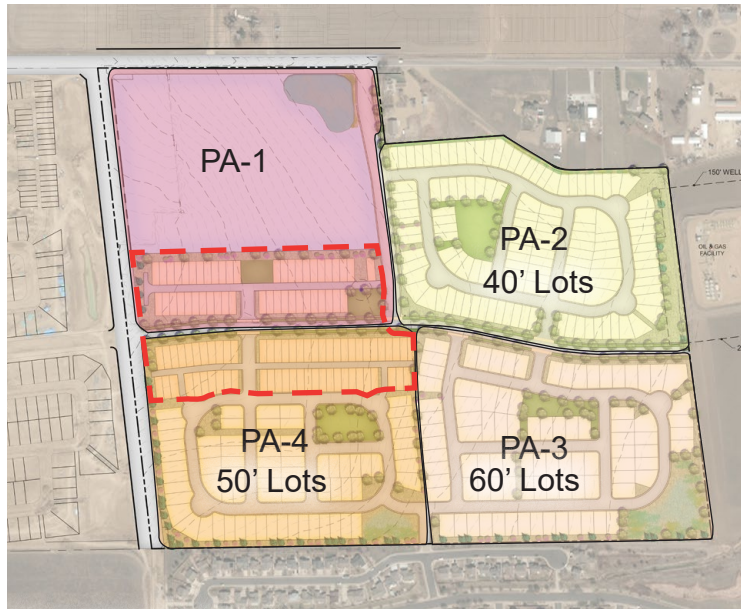 PA-1
150' WELL
PA-2
40' Lots
OIL & GAS
FACILITY
2
PA-4
50' Lots
PA-3
60' Lots